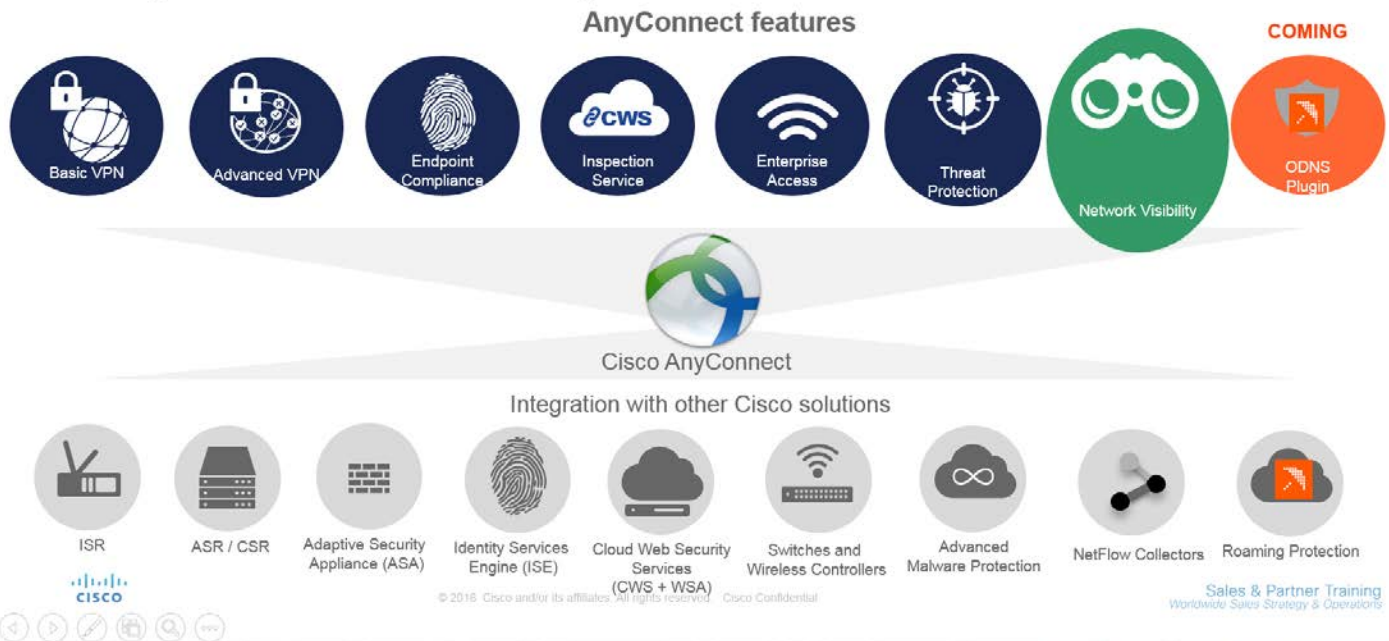 AnyConnect features
COMING
Basic VPN
Advanced VPN
Endpoint
Compliance
CWS
Inspection
Service
Enterprise
Access
Threat
Protection
Network Visibility
ODNS
Plugin
Cisco AnyConnect
Integration with other Cisco solutions
ISR
ASR / CSR
Adaptive Security
Appliance (ASA)
Identity Services
Engine (ISE)
Cloud Web Security
Services
(CWS + WSA)
Switches and
Wireless Controllers
Advanced
Malware Protection
NetFlow Collectors
Roaming Protection
CISCO
© 2016 Cisco and/or its affiliates. All rights reserved. Cisco Confidential
Sales & Partner Training
Worldwide Sales Strategy & Operations